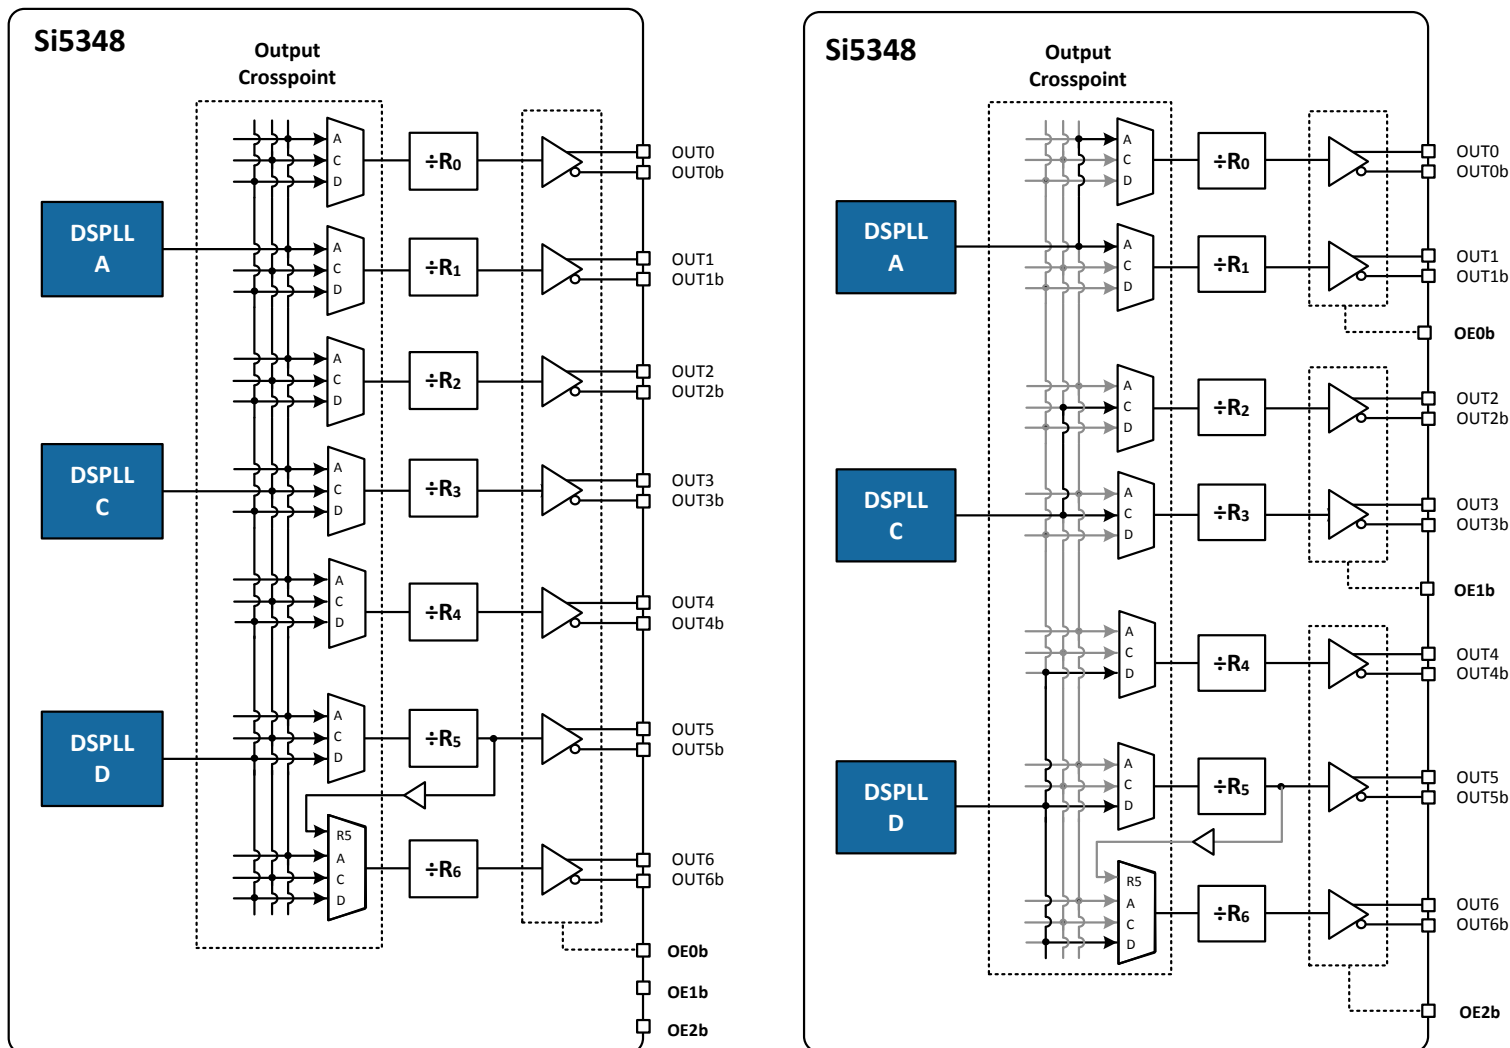 Si5348
Output
Crosspoint
A
C
D
÷R0
OUT0
OUT0b
DSPLL
A
A
C
D
÷R1
OUT1
OUT1b
A
C
D
÷R2
OUT2
OUT2b
DSPLL
C
A
C
D
÷R3
OUT3
OUT3b
A
C
D
÷R4
OUT4
OUT4b
DSPLL
D
A
C
D
÷R5
OUT5
OUT5b
R5
A
C
D
÷R6
OUT6
OUT6b
OE0b
OE1b
OE2b
Si5348
Output
Crosspoint
A
C
D
÷R0
OUT0
OUT0b
DSPLL
A
A
C
D
÷R1
OUT1
OUT1b
OE0b
A
C
D
÷R2
OUT2
OUT2b
DSPLL
C
A
C
D
÷R3
OUT3
OUT3b
OE1b
A
C
D
÷R4
OUT4
OUT4b
DSPLL
D
A
C
D
÷R5
OUT5
OUT5b
R5
A
C
D
÷R6
OUT6
OUT6b
OE2b